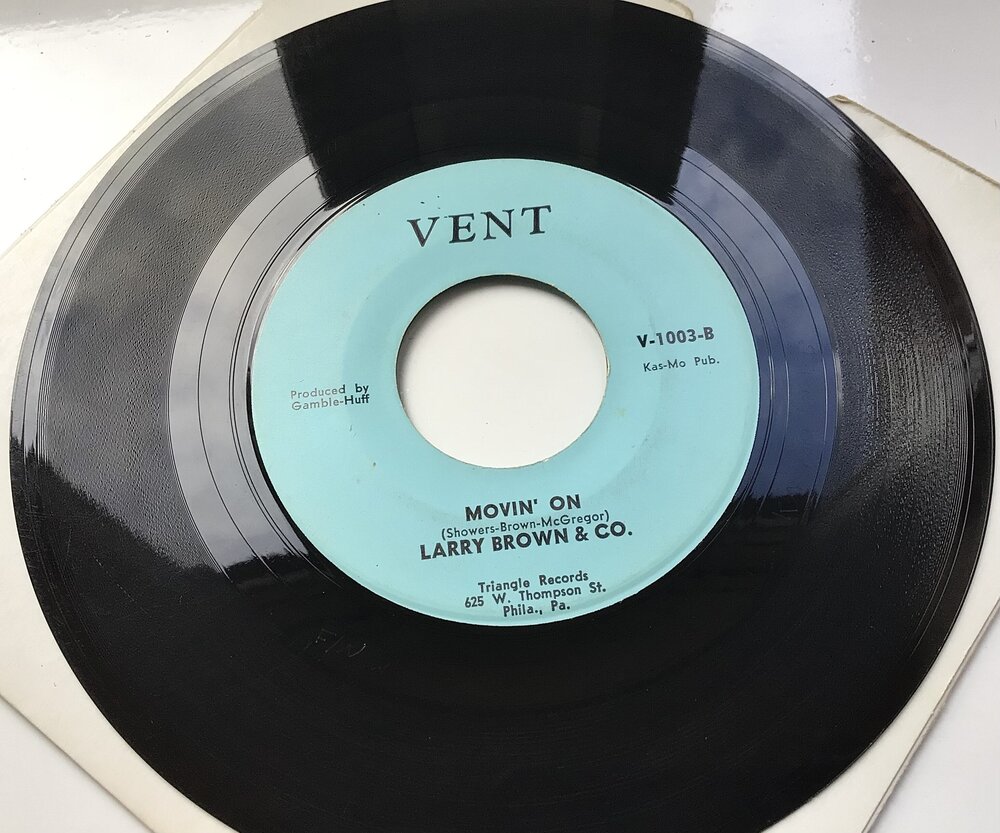 VENT
V-1003-B
Kas-Mo Pub.
Produced by
Gamble-Huff
MOVIN' ON
(Showers-Brown-McGregor)
LARRY BROWN & CO.
Triangle Records
625 W. Thompson St.
Phila., Pa.